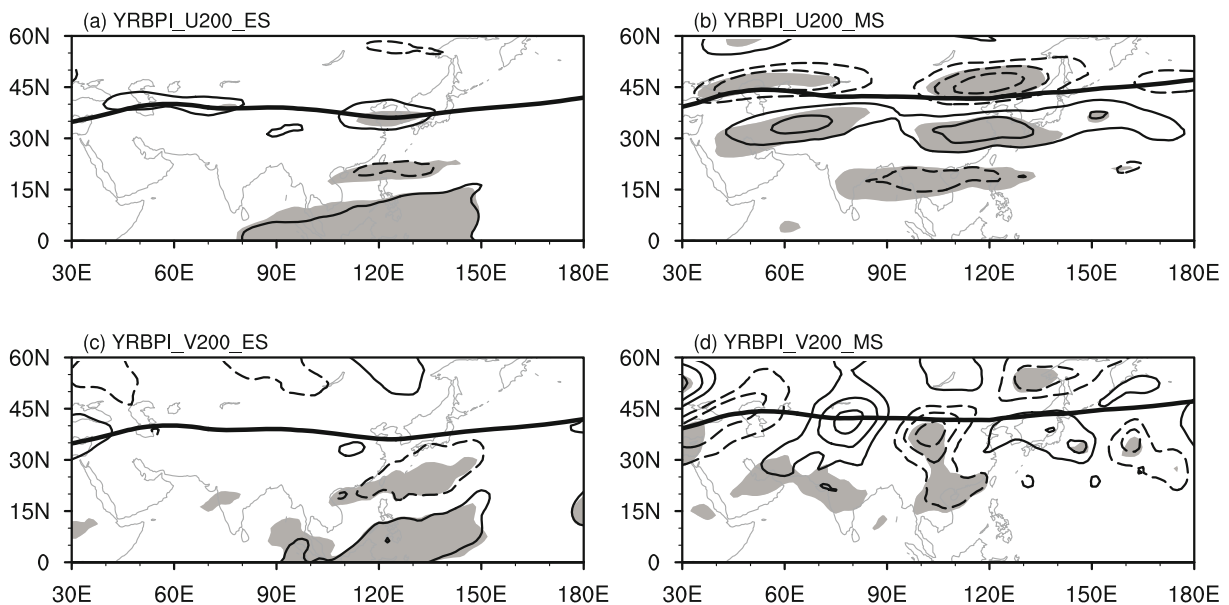 (a) YRBPI_U200_ES
60N
45N
30N
15N
0
30E 60E 90E 120E 150E 180E
(b) YRBPI_U200_MS
60N
45N
30N
15N
0
30E 60E 90E 120E 150E 180E
(c) YRBPI_V200_ES
60N
45N
30N
15N
0
30E 60E 90E 120E 150E 180E
(d) YRBPI_V200_MS
60N
45N
30N
15N
0
30E 60E 90E 120E 150E 180E